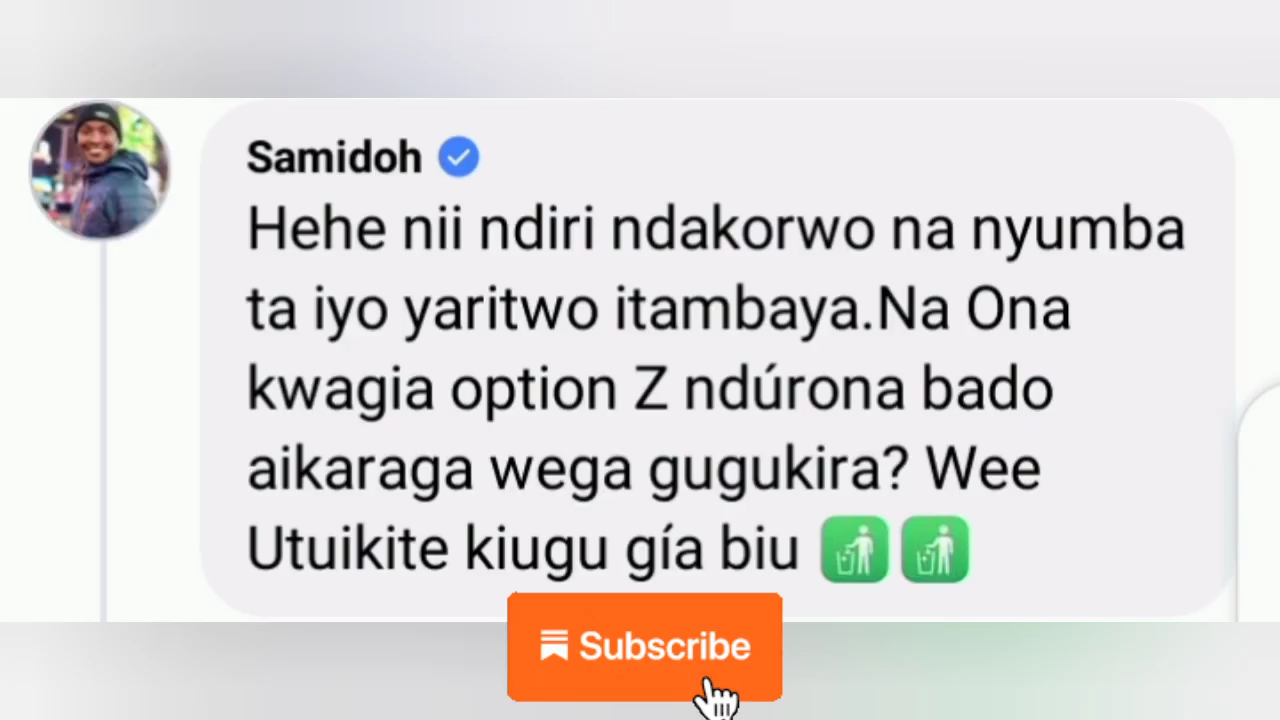 Samidoh
Hehe nii ndiri ndakorwo na nyumba
ta iyo yaritwo itambaya.Na Ona
kwagia option Z ndúrona bado
aikaraga wega gugukira? Wee
Utuikite kiugu gía biu 🚮🚮
Subscribe